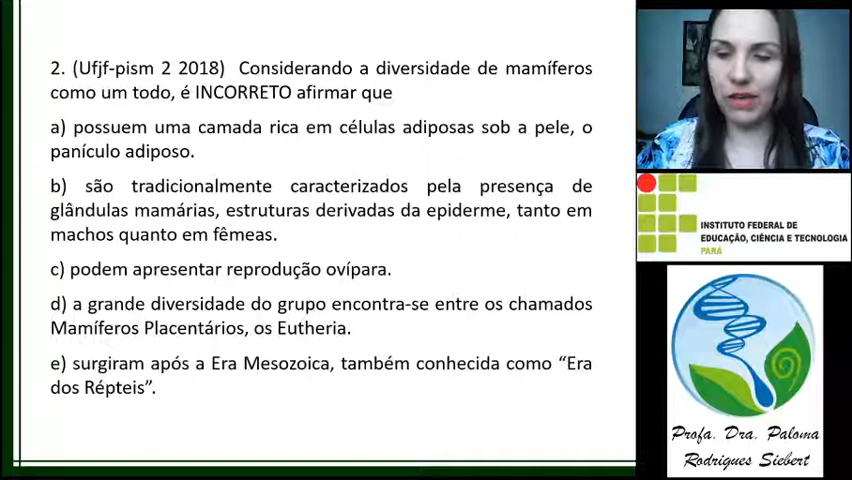 2. (Ufjf-pism 2 2018) Considerando a diversidade de mamíferos
como um todo, é INCORRETO afirmar que
a) possuem uma camada rica em células adiposas sob a pele, o
panículo adiposo.
b) são tradicionalmente caracterizados pela presença de
glândulas mamárias, estruturas derivadas da epiderme, tanto em
machos quanto em fêmeas.
c) podem apresentar reprodução ovípara.
d) a grande diversidade do grupo encontra-se entre os chamados
Mamíferos Placentários, os Eutheria.
e) surgiram após a Era Mesozoica, também conhecida como “Era
dos Répteis”.
INSTITUTO FEDERAL DE
EDUCAÇÃO, CIÊNCIA E TECNOLOGIA
PARÁ
Profa. Dra. Paloma
Rodrigues Siebert